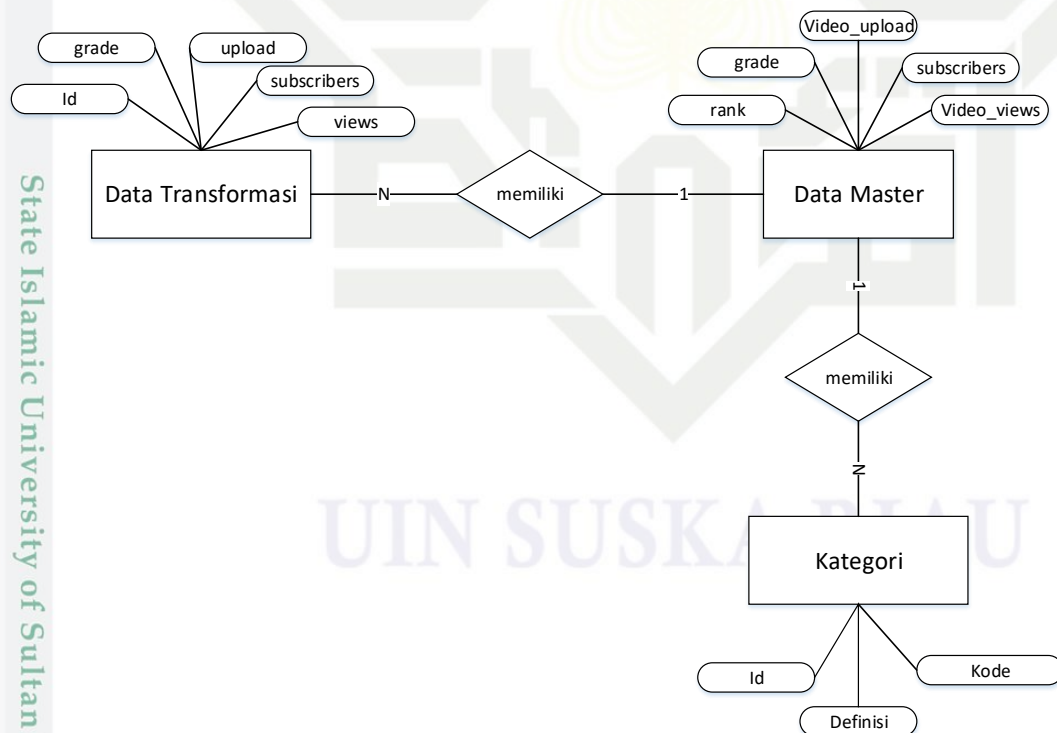 Video_upload
grade
upload
grade
subscribers
subscribers
Id
rank
Video_views
views
Data Transformasi
N
memiliki
1
Data Master
1
memiliki
N
UIN SUSKA RIAU
Kategori
Id
Kode
Definisi
State Islamic University of Sultan